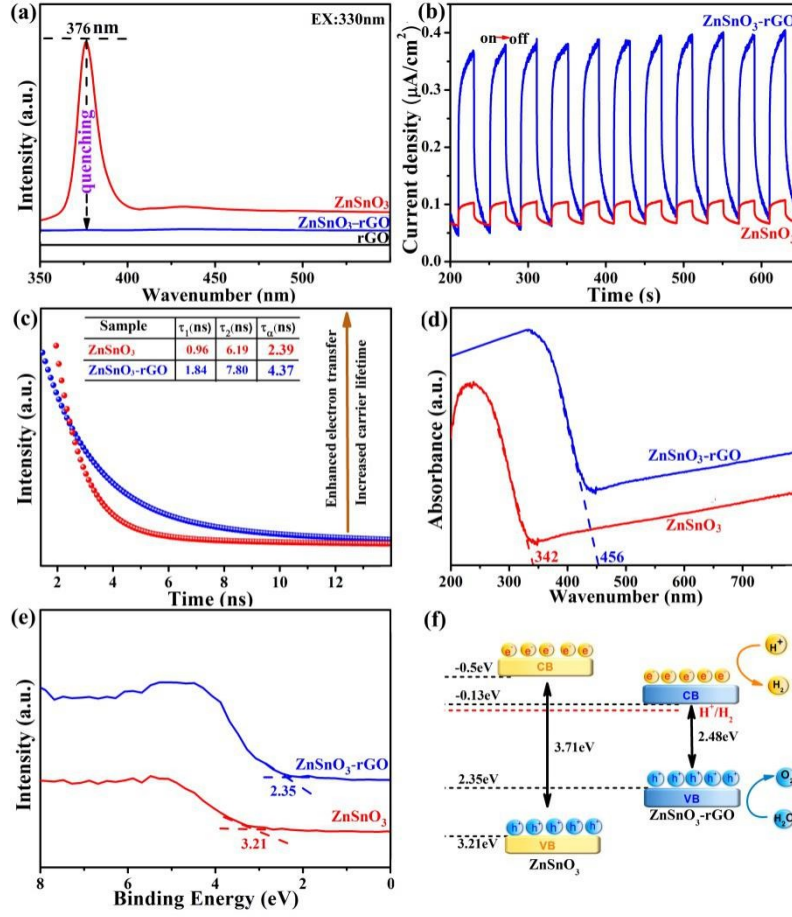 (a)
376 nm
EX:330nm
quenching
ZnSnO₃
ZnSnO₃-rGO
rGO
Intensity (a.u.)
350 400 450 500 550
Wavenumber (nm)
(b)
ZnSnO₃-rGO
on off
ZnSnO₃
Current density (μA/cm²)
0.4
0.3
0.2
0.1
0.0
200 300 400 500 600
Time (s)
(c)
Sample τ₁(ns) τ₂(ns) τα(ns)
ZnSnO₃ 0.96 6.19 2.39
ZnSnO₃-rGO 1.84 7.80 4.37
Enhanced electron transfer
Increased carrier lifetime
Intensity (a.u.)
2 4 6 8 10 12
Time (ns)
(d)
ZnSnO₃-rGO
ZnSnO₃
342
456
Absorbance (a.u.)
200 300 400 500 600 700
Wavenumber (nm)
(e)
ZnSnO₃-rGO
2.35
ZnSnO₃
3.21
Intensity (a.u.)
8 6 4 2 0
Binding Energy (eV)
(f)
e e e e e
CB
-0.5eV
-0.13eV
e e e e e
CB
H⁺
H₂
H⁺/H₂
3.71eV
2.48eV
2.35eV
h⁺ h⁺ h⁺ h⁺ h⁺
VB
O₂
H₂O
ZnSnO₃-rGO
3.21eV
h⁺ h⁺ h⁺ h⁺ h⁺
VB
ZnSnO₃